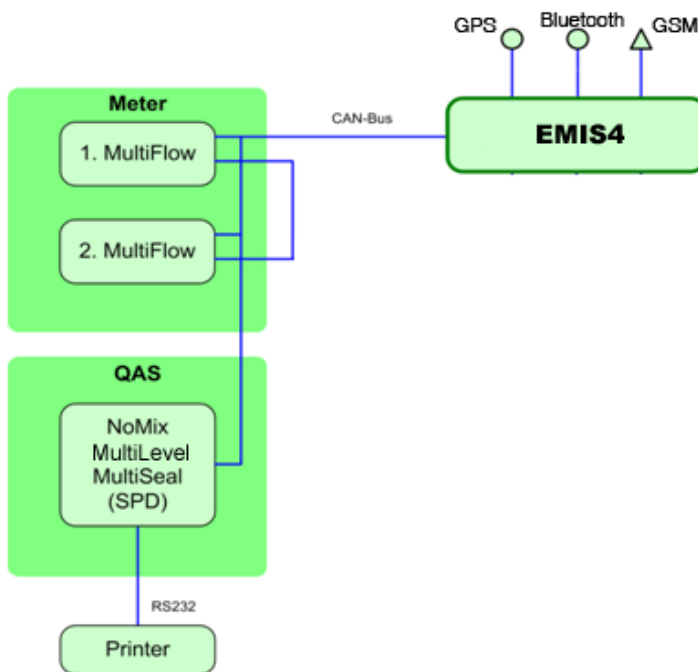 GPS
Bluetooth
GSM
Meter
CAN-Bus
EMIS4
1. MultiFlow
2. MultiFlow
QAS
NoMix
MultiLevel
MultiSeal
(SPD)
RS232
Printer